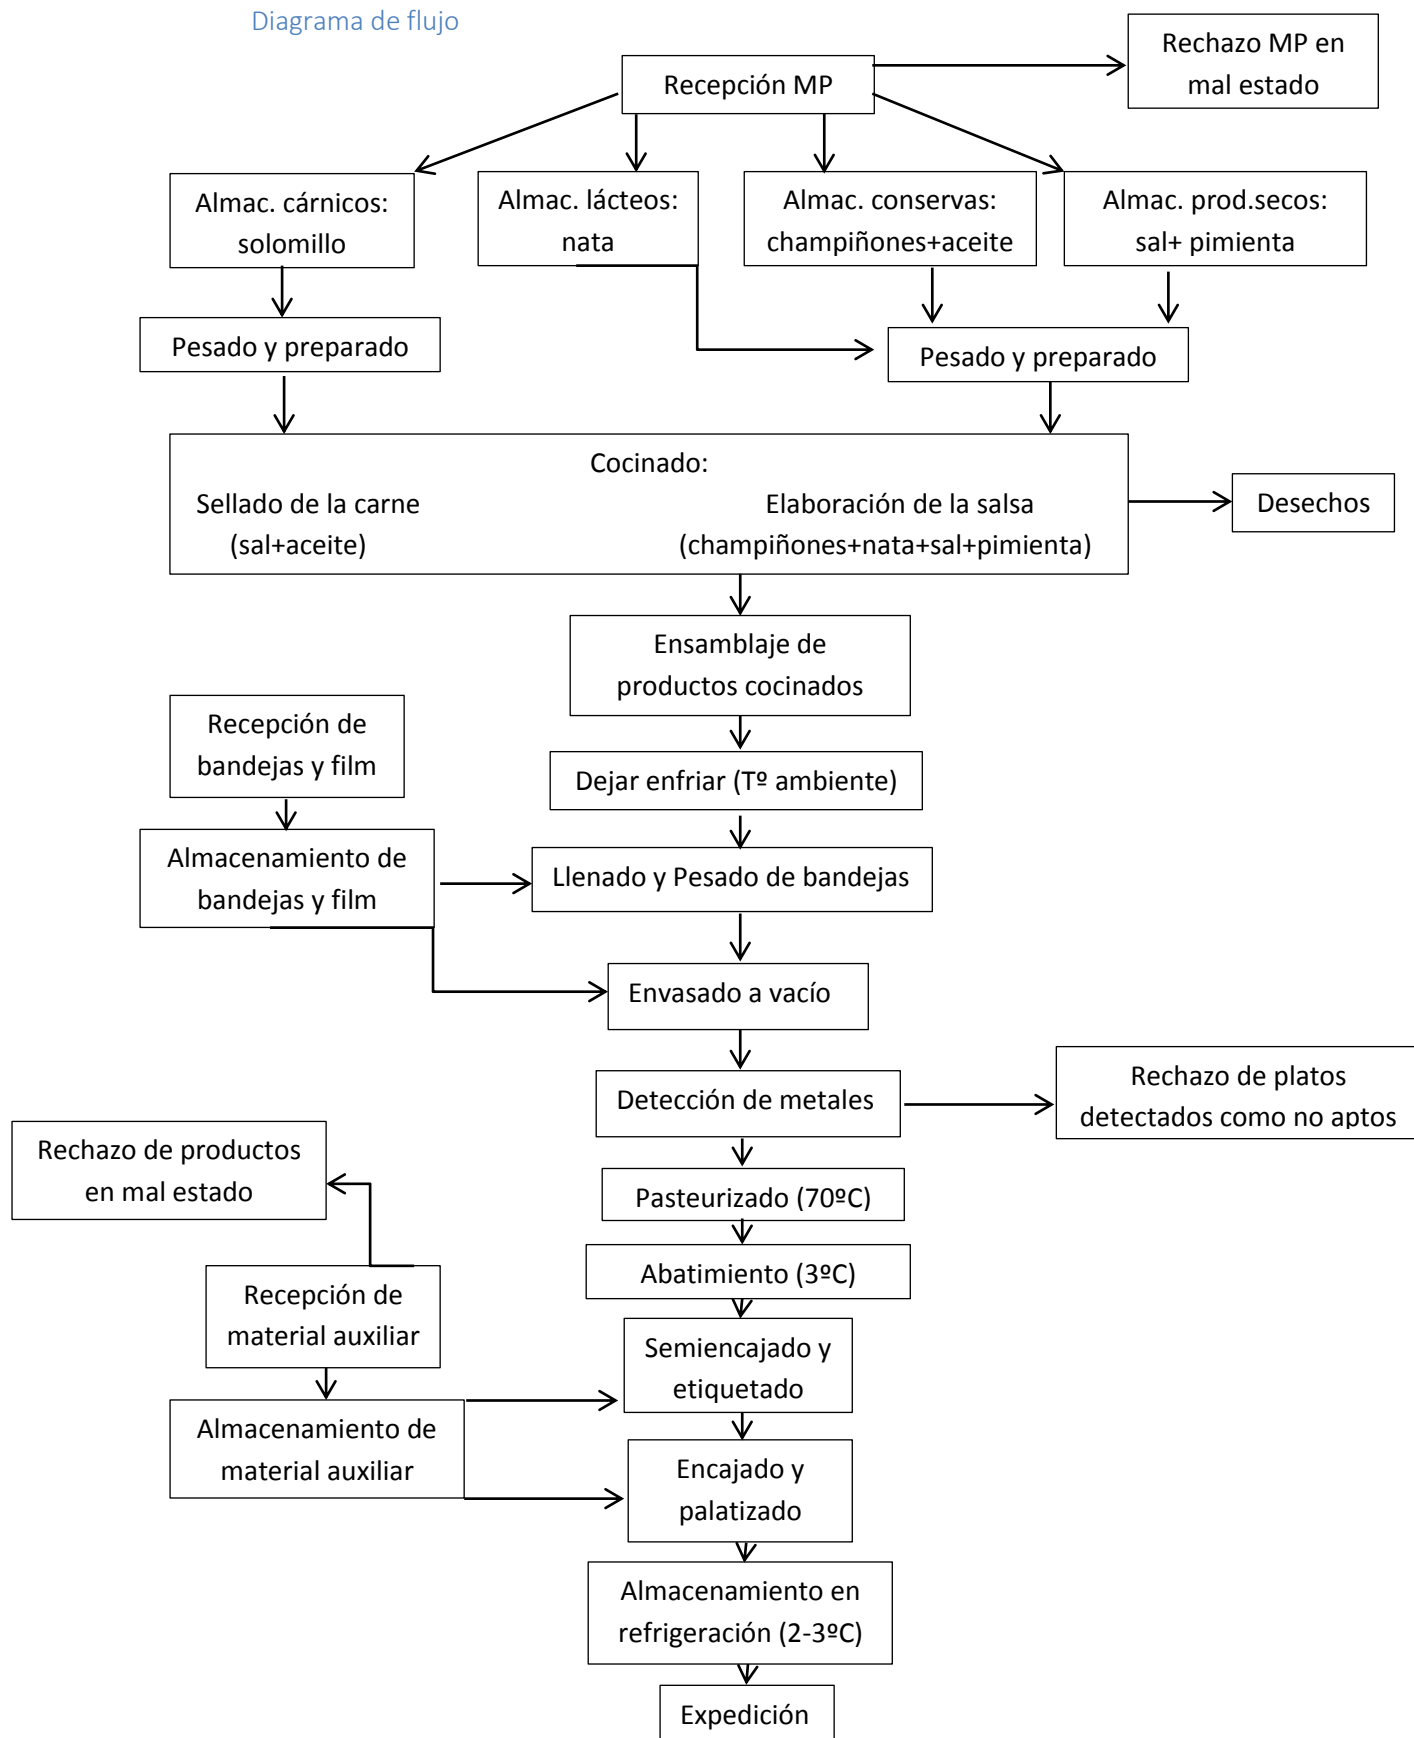 Diagrama de flujo
Rechazo MP en
mal estado
Recepción MP
Almac. cárnicos:
solomillo
Almac. lácteos:
nata
Almac. conservas:
champiñones+aceite
Almac. prod.secos:
sal+ pimienta
Pesado y preparado
Pesado y preparado
Cocinado:
Sellado de la carne
(sal+aceite)
Elaboración de la salsa
(champiñones+nata+sal+pimienta)
Desechos
Ensamblaje de
productos cocinados
Recepción de
bandejas y film
Dejar enfriar (Tº ambiente)
Almacenamiento de
bandejas y film
Llenado y Pesado de bandejas
Envasado a vacío
Detección de metales
Rechazo de platos
detectados como no aptos
Rechazo de productos
en mal estado
Pasteurizado (70ºC)
Abatimiento (3ºC)
Recepción de
material auxiliar
Semiencajado y
etiquetado
Almacenamiento de
material auxiliar
Encajado y
palatizado
Almacenamiento en
refrigeración (2-3ºC)
Expedición